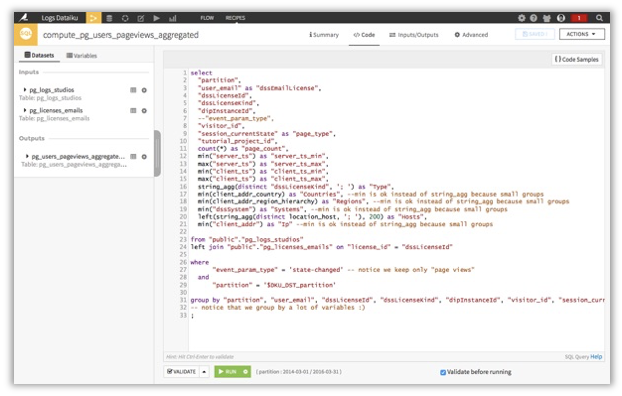 Logs Dataiku FLOW RECIPES 1
SQL compute_pg_users_pageviews_aggregated Summary </> Code Inputs/Outputs Advanced SAVED ACTIONS
Datasets Variables
{} Code Samples
Inputs
pg_logs_studios
Table: pg_logs_studios
pg_licenses_emails
Table: pg_licenses_emails
Outputs
pg_users_pageviews_aggregate...
Table: pg_users_pageviews_aggrega...
1 select
2 "partition",
3 "user_email" as "dssEmailLicense",
4 "dssLicenseId",
5 "dssLicenseKind",
6 "dipInstanceId",
7 --"event_param_type",
8 "visitor_id",
9 "session_currentState" as "page_type",
10 "tutorial_project_id",
11 count(*) as "page_count",
12 min("server_ts") as "server_ts_min",
13 max("server_ts") as "server_ts_max",
14 min("client_ts") as "client_ts_min",
15 max("client_ts") as "client_ts_max",
16 string_agg(distinct "dssLicenseKind", '; ') as "Type",
17 min(client_addr_country) as "Countries", --min is ok instead of string_agg because small groups
18 min(client_addr_region_hierarchy) as "Regions", --min is ok instead of string_agg because small groups
19 min("dssSystem") as "Systems", --min is ok instead of string_agg because small groups
20 left(string_agg(distinct location_host, '; '), 200) as "Hosts",
21 min("client_addr") as "Ip" --min is ok instead of string_agg because small groups
22
23 from "public"."pg_logs_studios"
24 left join "public"."pg_licenses_emails" on "license_id" = "dssLicenseId"
25
26 where
27 "event_param_type" = 'state-changed' -- notice we keep only "page views"
28 and
29 "partition" = '$DKU_DST_partition'
30
31 group by "partition", "user_email", "dssLicenseId", "dssLicenseKind", "dipInstanceId", "visitor_id", "session_curr
32 -- notice that we group by a lot of variables :)
33 ;
Hint: Hit Ctrl-Enter to validate SQL Query Help
VALIDATE RUN ( partition : 2014-03-01 / 2016-03-31 ) Validate before running